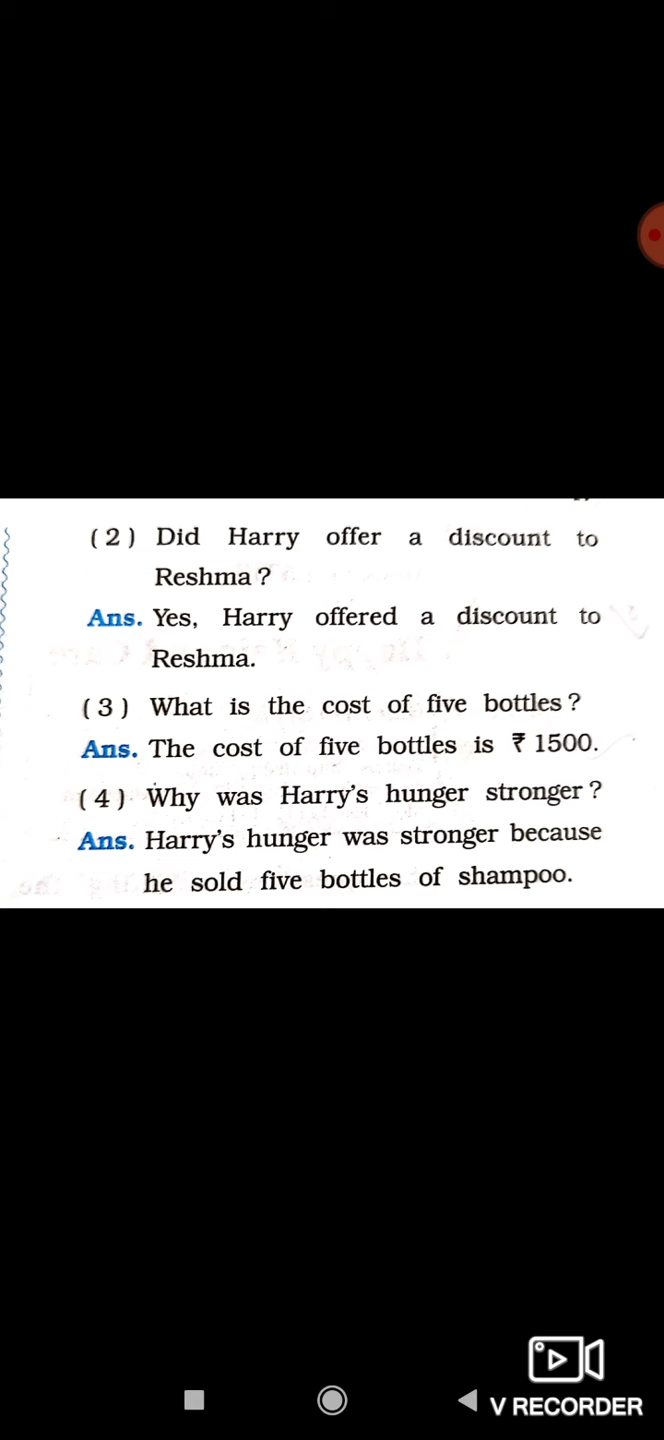 ( 2 ) Did Harry offer a discount to
Reshma ?
Ans. Yes, Harry offered a discount to
Reshma.
( 3 ) What is the cost of five bottles ?
Ans. The cost of five bottles is ₹ 1500.
( 4 ) Why was Harry's hunger stronger ?
Ans. Harry's hunger was stronger because
he sold five bottles of shampoo.
V RECORDER